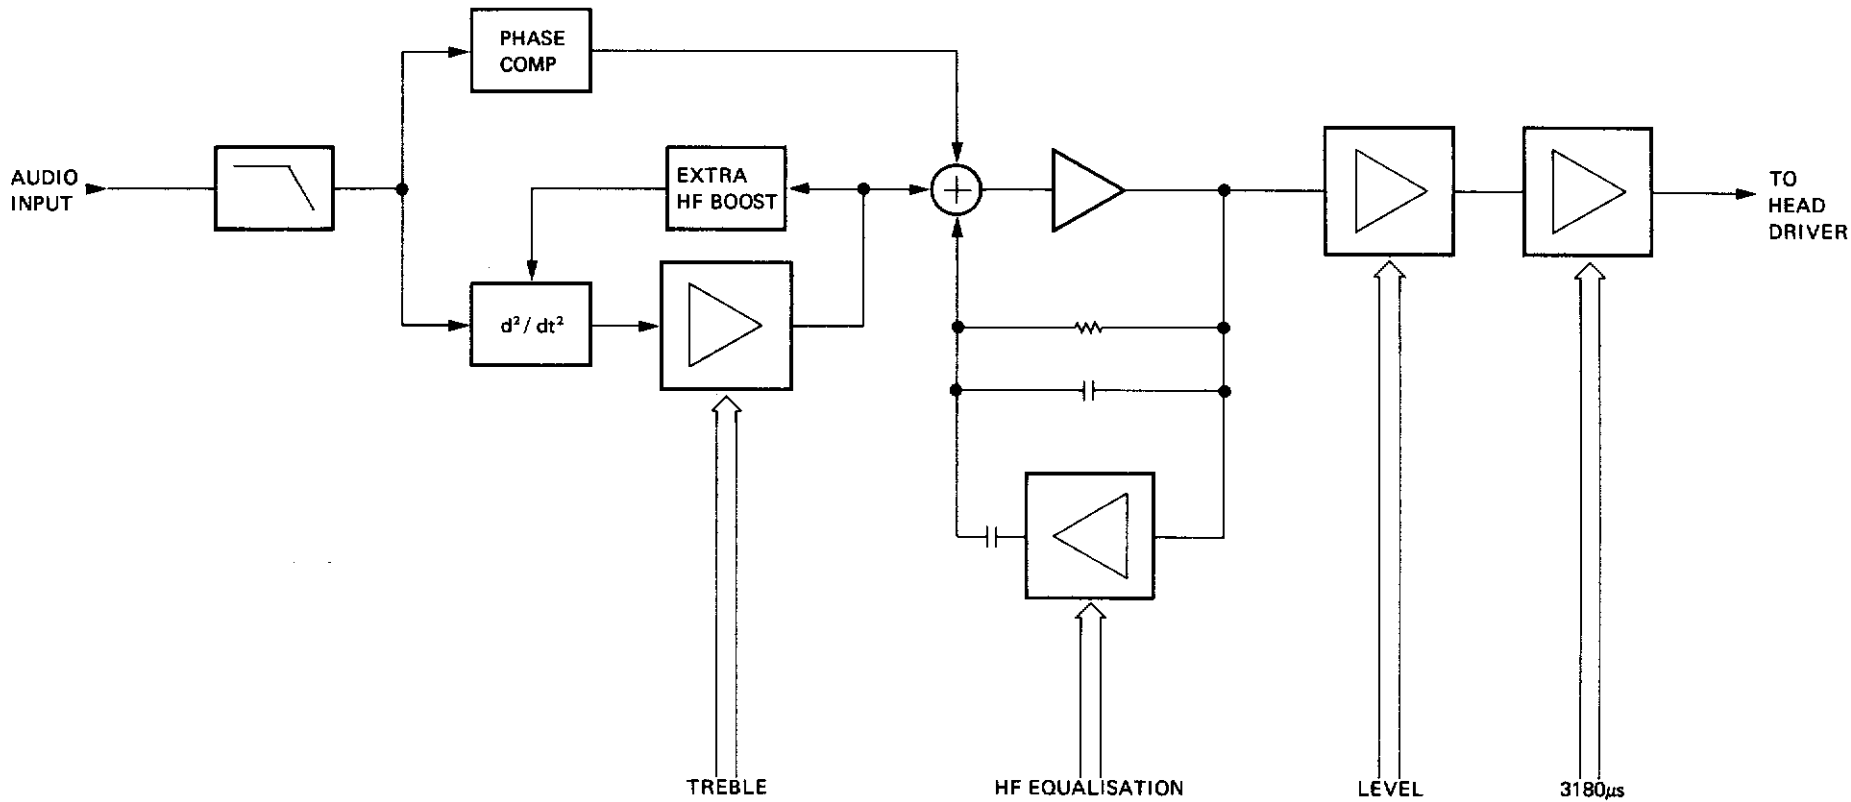 PHASE
COMP
AUDIO
INPUT
EXTRA
HF BOOST
+
TO
HEAD
DRIVER
d²/dt²
TREBLE
HF EQUALISATION
LEVEL
3180μs